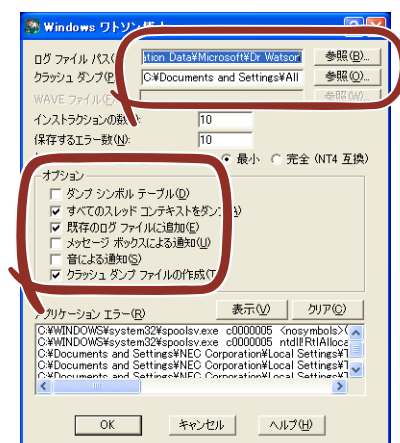 Windows ワトソン
ログ ファイル パス(
ation Data¥Microsoft¥Dr Watson
参照(B)...
クラッシュ ダンプ(P
C:¥Documents and Settings¥All
参照(O)...
WAVE ファイル(
参照(W)...
インストラクションの数
10
保存するエラー数(N):
10
最小 完全 (NT4 互換)
オプション
ダンプ シンボル テーブル(D)
すべてのスレッド コンテキストをダンプ
既存のログ ファイルに追加(E)
メッセージ ボックスによる通知(U)
音による通知(S)
クラッシュ ダンプ ファイルの作成(T
アプリケーション エラー(R)
表示(V)
クリア(C)
C:¥WINDOWS¥system32¥spoolsv.exe c0000005 <nosymbols>(
C:¥WINDOWS¥system32¥spoolsv.exe c0000005 ntdll!RtlAlloca
C:¥Documents and Settings¥NEC Corporation¥Local Settings¥T
C:¥Documents and Settings¥NEC Corporation¥Local Settings¥T
C:¥Documents and Settings¥NEC Corporation¥Local Settings¥T
OK
キャンセル
ヘルプ(H)